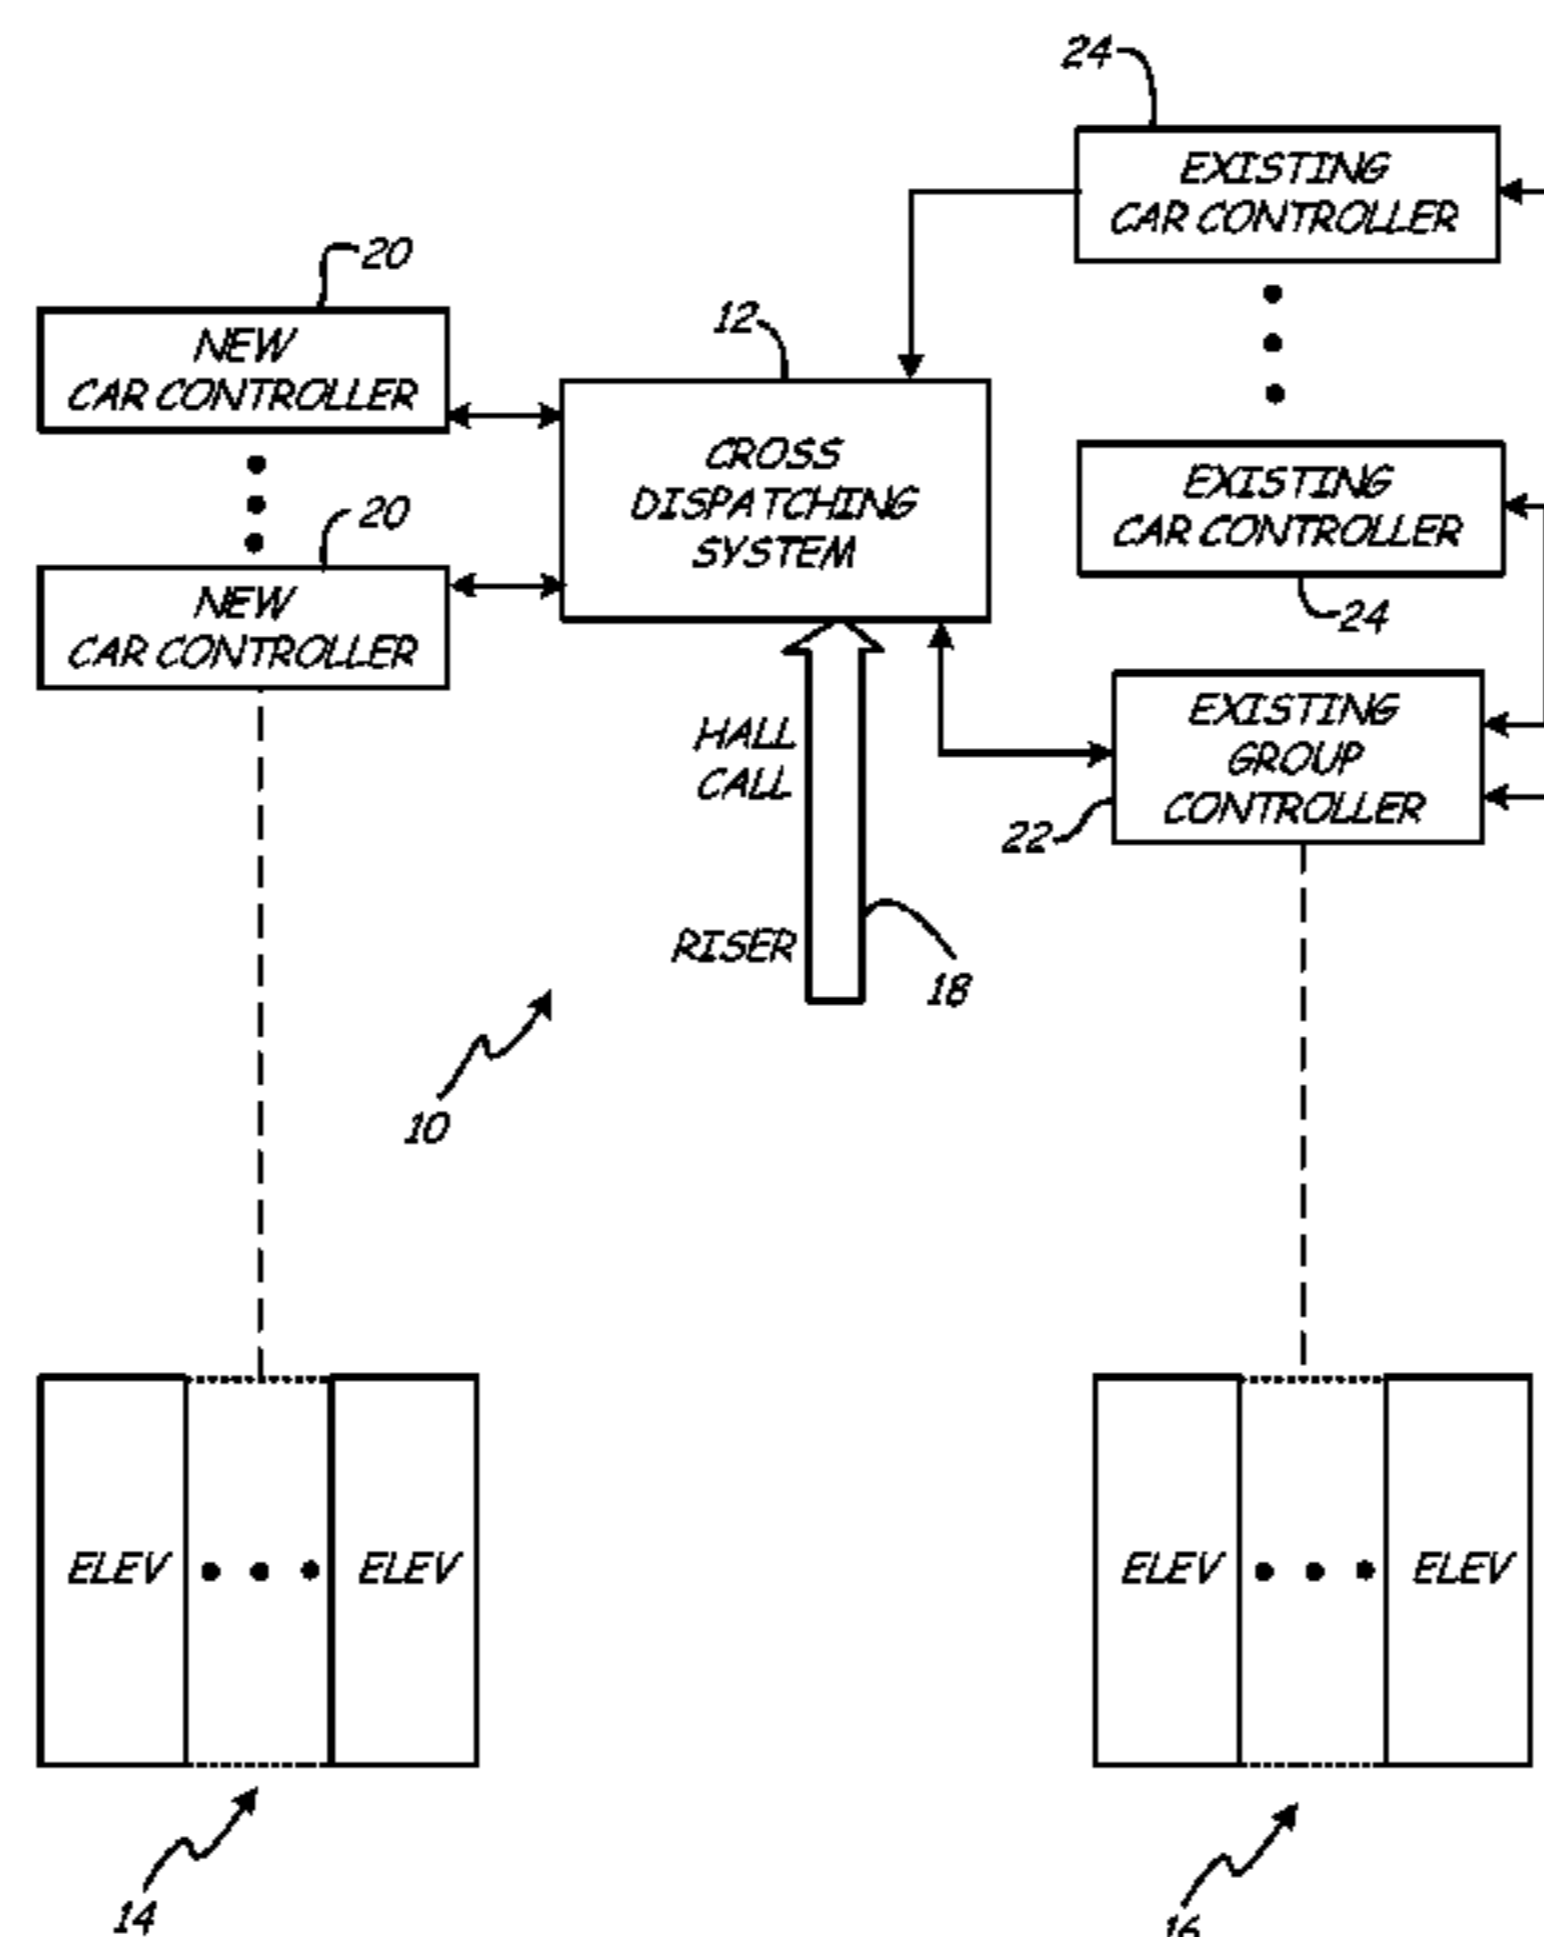 24
EXISTING
CAR CONTROLLER
20
NEW
CAR CONTROLLER
12
CROSS
DISPATCHING
SYSTEM
EXISTING
CAR CONTROLLER
24
20
NEW
CAR CONTROLLER
EXISTING
GROUP
CONTROLLER
22
HALL
CALL
RISER
18
10
ELEV
ELEV
ELEV
ELEV
14
16